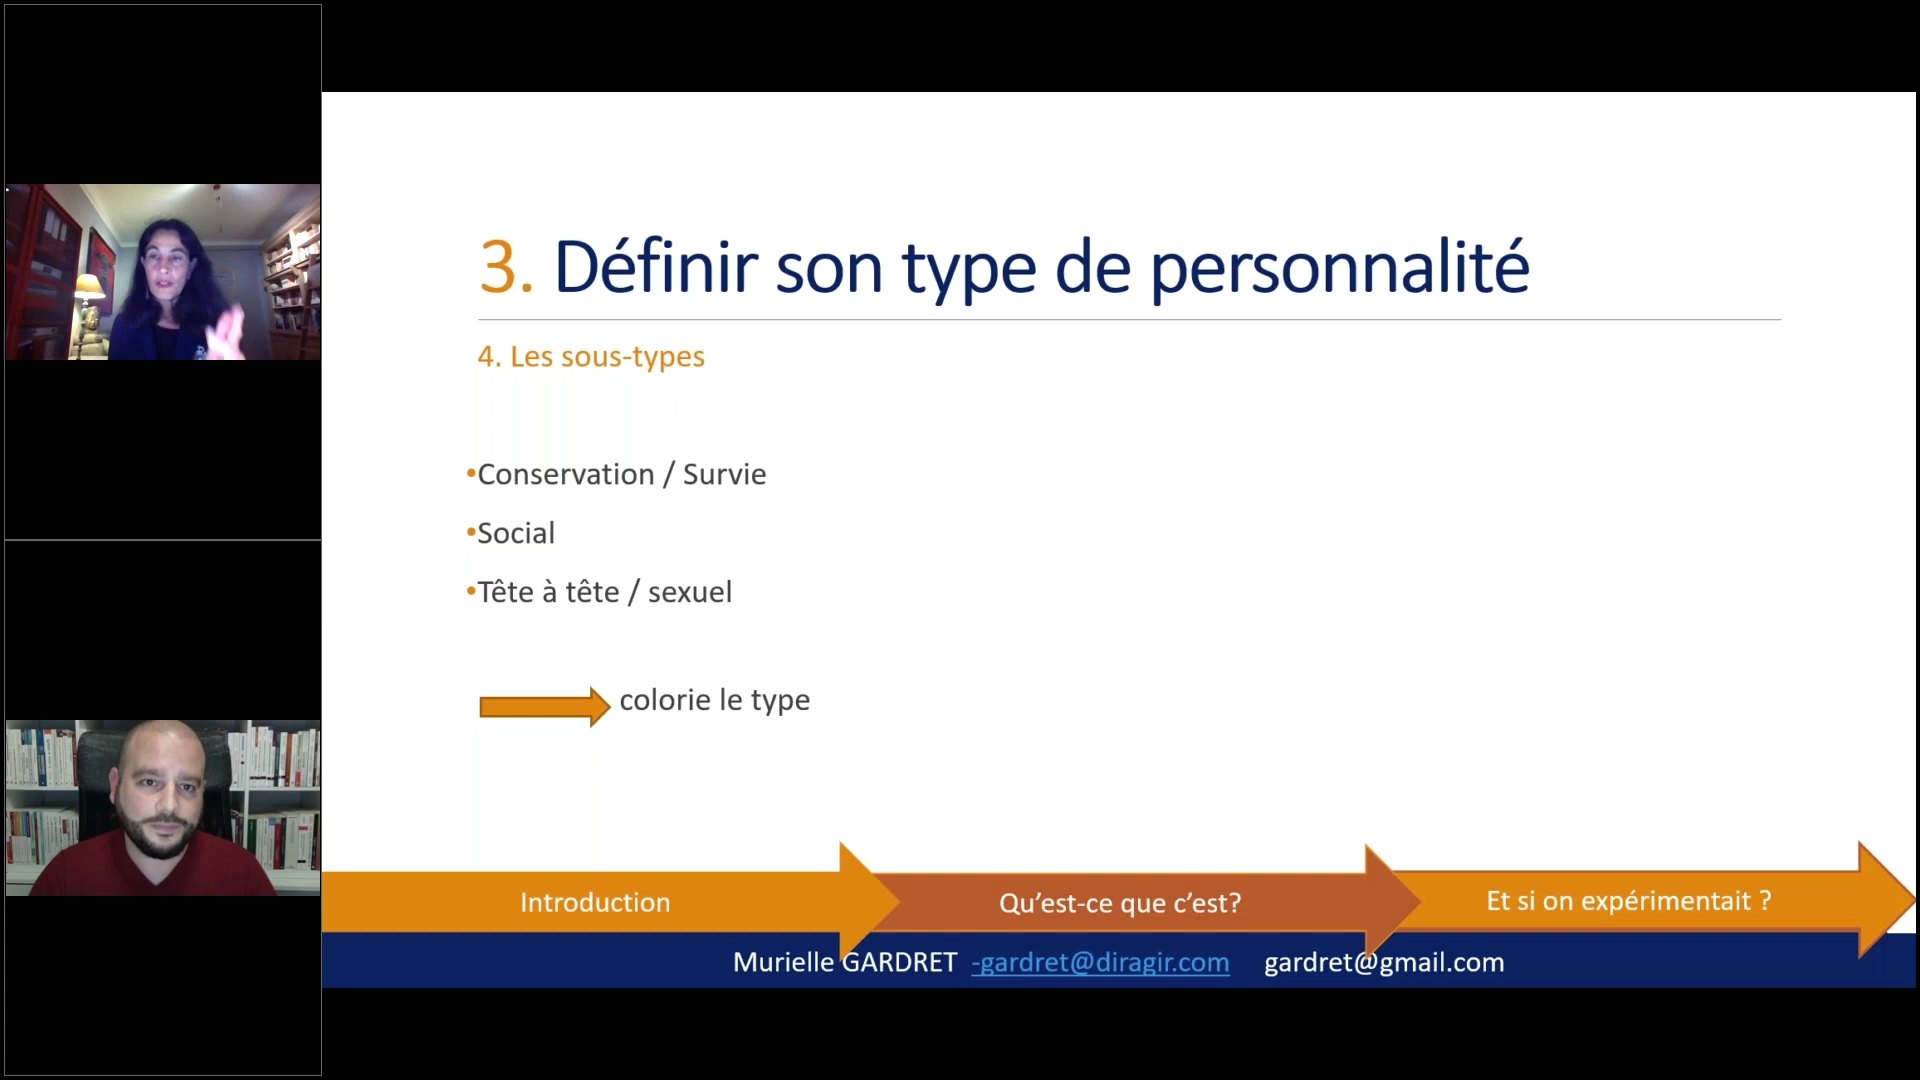 3. Définir son type de personnalité
4. Les sous-types
•Conservation / Survie
•Social
•Tête à tête / sexuel
colorie le type
Introduction
Qu’est-ce que c’est?
Et si on expérimentait ?
Murielle GARDRET -gardret@diragir.com gardret@gmail.com